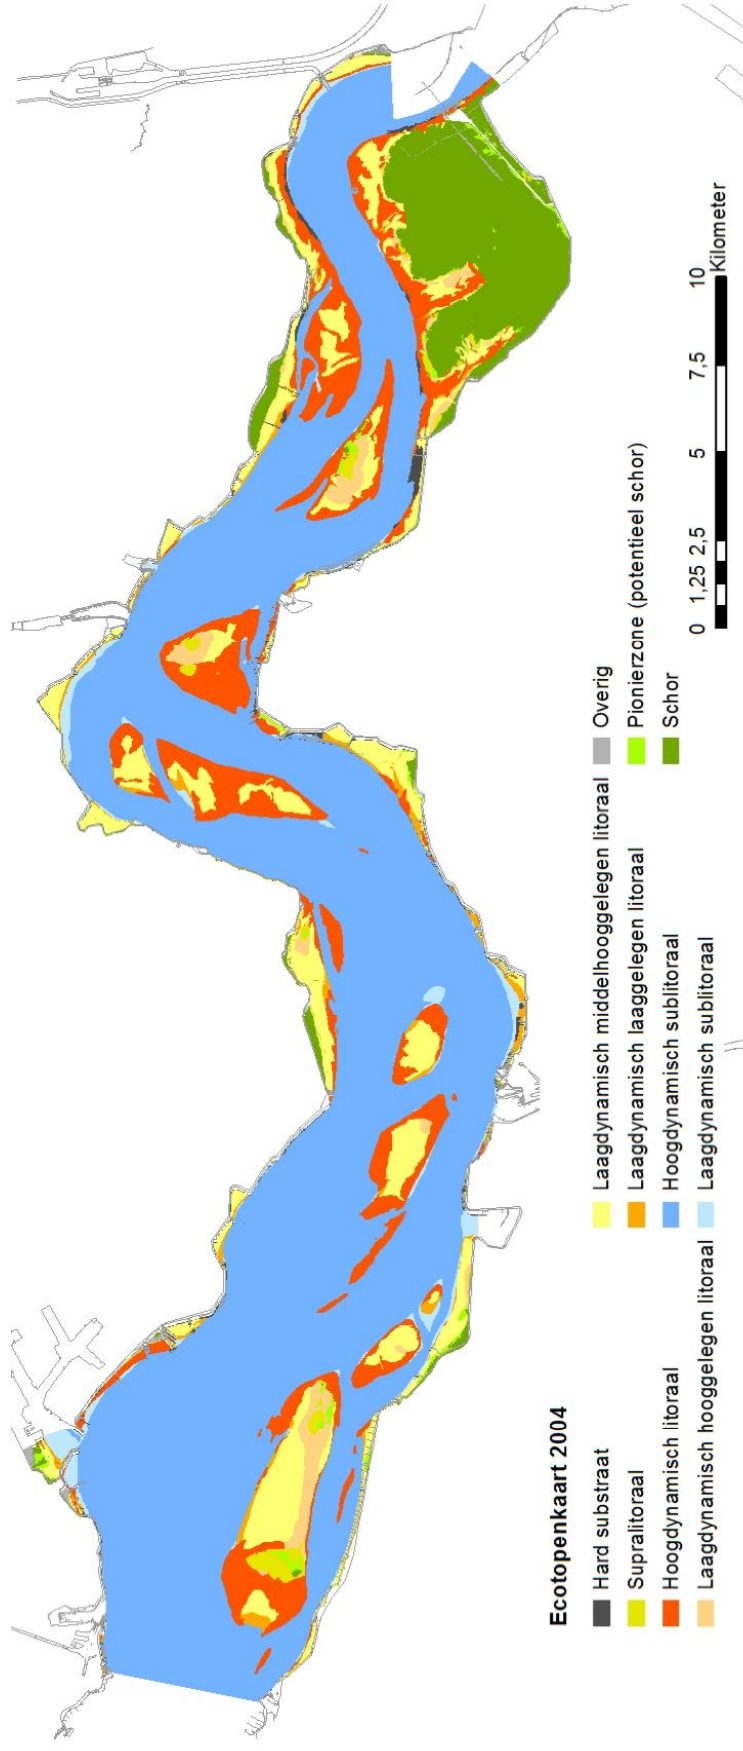 Ecotopenkaart 2004
Hard substraat
Supralitoraal
Hoogdynamisch litoraal
Laagdynamisch hooggelegen litoraal
Laagdynamisch middelhooggelegen litoraal
Laagdynamisch laaggelegen litoraal
Hoogdynamisch sublitoraal
Laagdynamisch sublitoraal
Overig
Pionierzone (potentieel schor)
Schor
0 1,25 2,5 5 7,5 10
Kilometer